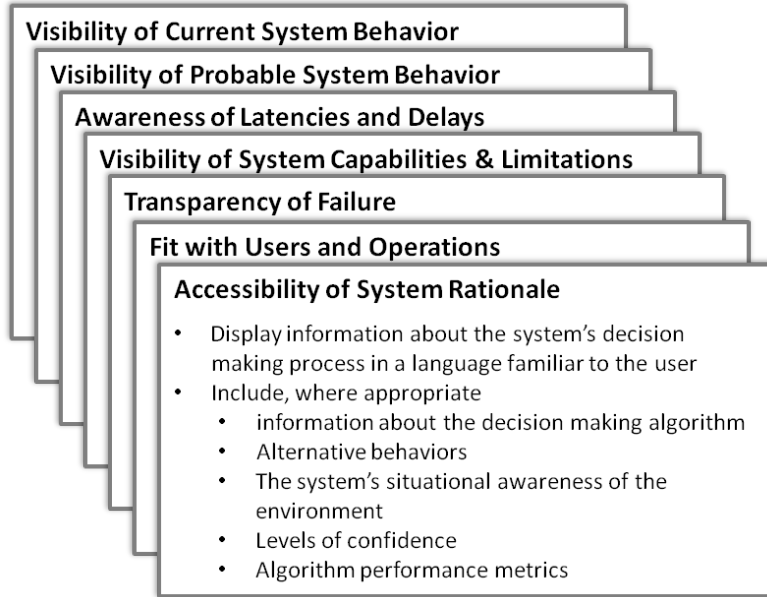 Visibility of Current System Behavior
Visibility of Probable System Behavior
Awareness of Latencies and Delays
Visibility of System Capabilities & Limitations
Transparency of Failure
Fit with Users and Operations
Accessibility of System Rationale
• Display information about the system's decision
making process in a language familiar to the user
• Include, where appropriate
• information about the decision making algorithm
• Alternative behaviors
• The system's situational awareness of the
environment
• Levels of confidence
• Algorithm performance metrics